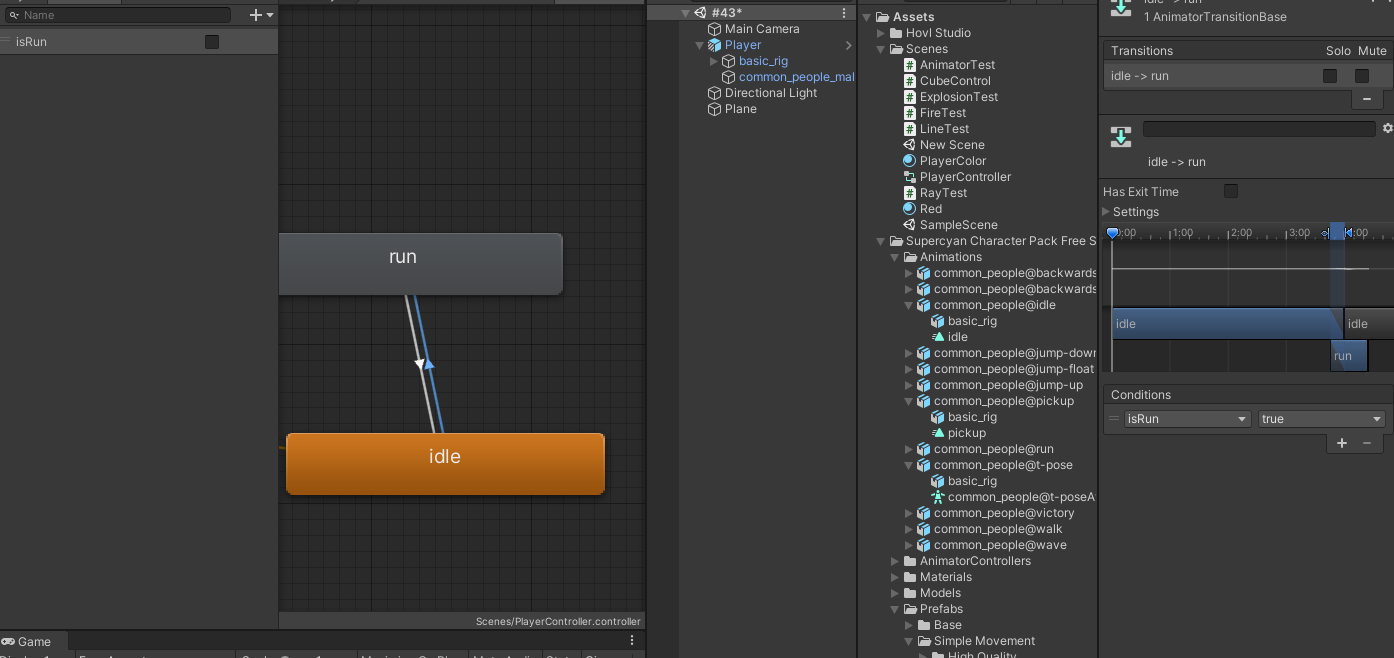 Name
isRun
run
idle
Scenes/PlayerController.controller
Game
#43*
Main Camera
Player
basic_rig
common_people_mal
Directional Light
Plane
Assets
Hovl Studio
Scenes
AnimatorTest
CubeControl
ExplosionTest
FireTest
LineTest
New Scene
PlayerColor
PlayerController
RayTest
Red
SampleScene
Supercyan Character Pack Free S
Animations
common_people@backwards
common_people@backwards
common_people@idle
basic_rig
idle
common_people@jump-down
common_people@jump-float
common_people@jump-up
common_people@pickup
basic_rig
pickup
common_people@run
common_people@t-pose
basic_rig
common_people@t-poseA
common_people@victory
common_people@walk
common_people@wave
AnimatorControllers
Materials
Models
Prefabs
Base
Simple Movement
High Quality
idle -> run
1 AnimatorTransitionBase
Transitions Solo Mute
idle -> run
idle -> run
Has Exit Time
Settings
0:00 1:00 2:00 3:00 4:00
idle idle
run
Conditions
isRun true